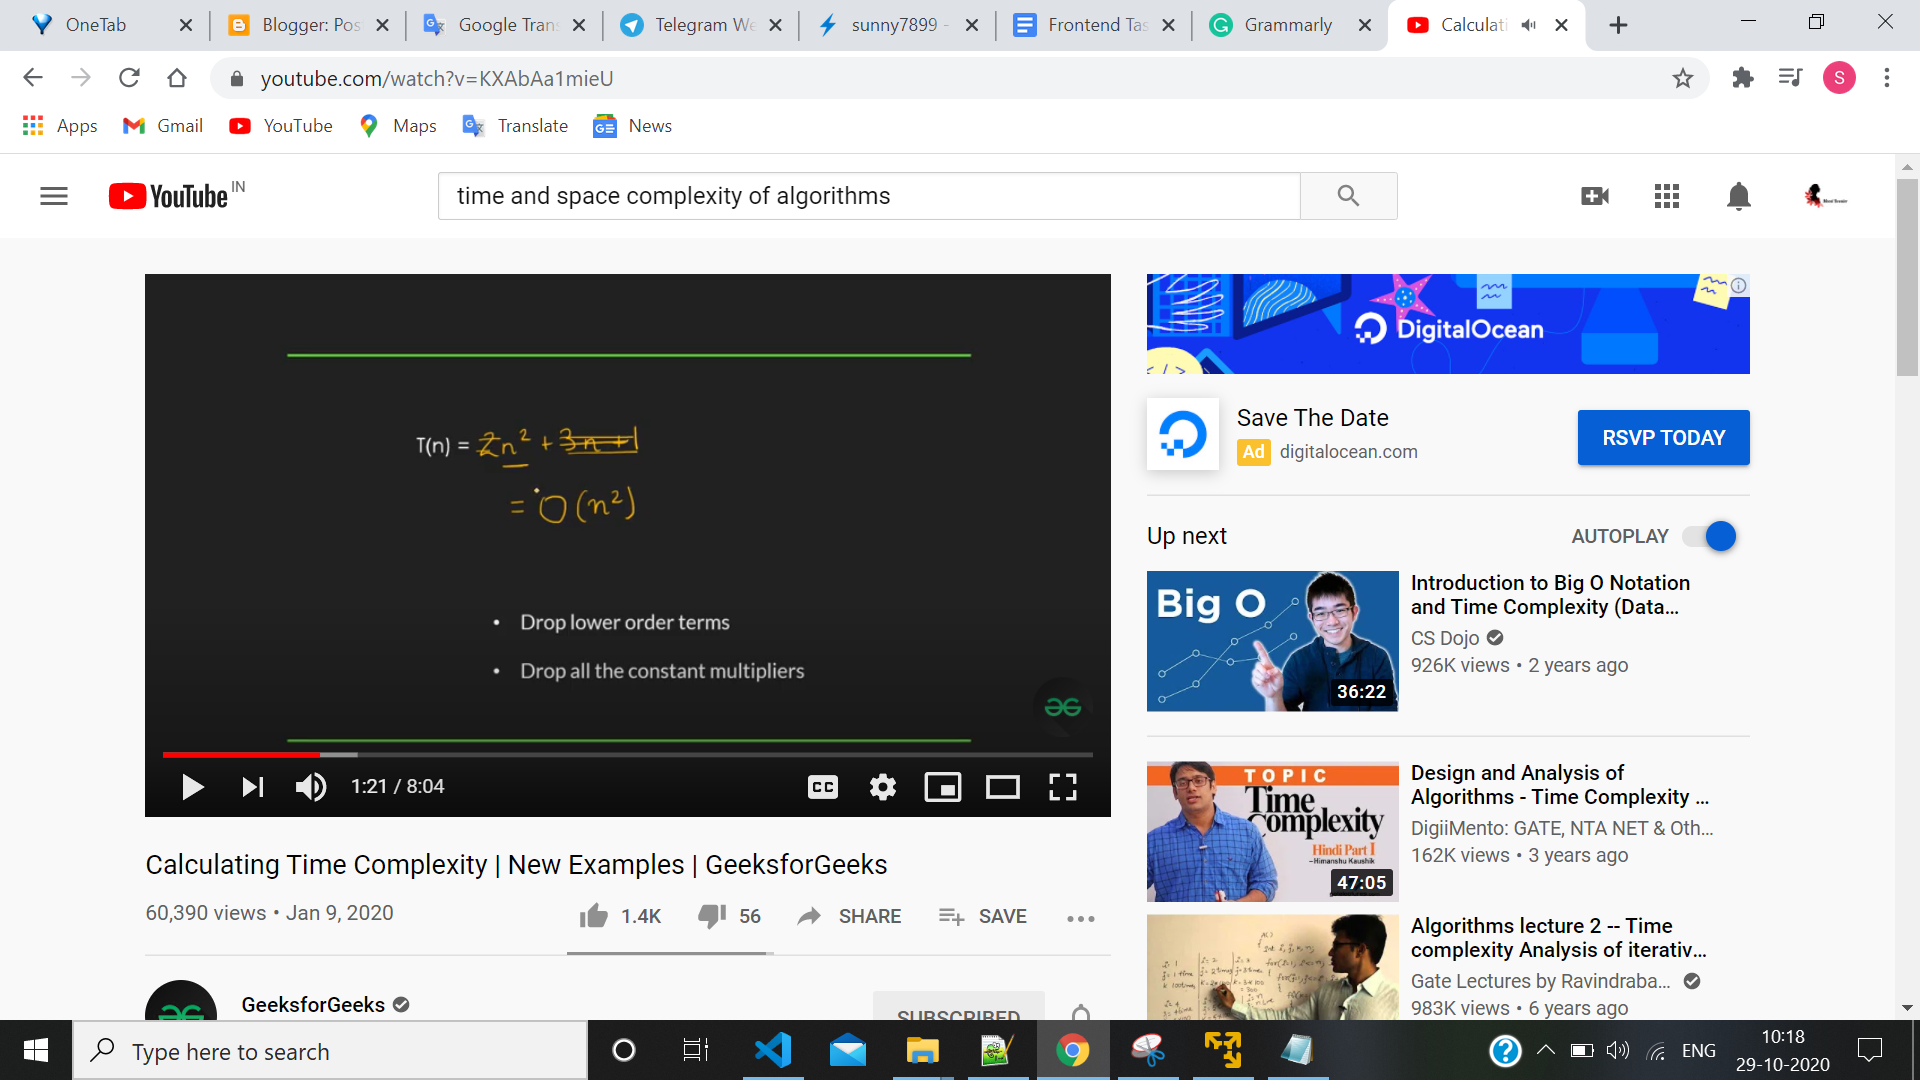 OneTab
Blogger: Pos
Google Trans
Telegram We
sunny7899 -
Frontend Tas
Grammarly
Calculati
youtube.com/watch?v=KXAbAa1mieU
S
Apps
Gmail
YouTube
Maps
Translate
News
YouTube IN
time and space complexity of algorithms
T(n) = 2n² + 3n+1
= O(n²)
• Drop lower order terms
• Drop all the constant multipliers
1:21 / 8:04
CC
Calculating Time Complexity | New Examples | GeeksforGeeks
60,390 views • Jan 9, 2020
1.4K
56
SHARE
SAVE
GeeksforGeeks
SUBSCRIBED
DigitalOcean
Save The Date
Ad digitalocean.com
RSVP TODAY
Up next
AUTOPLAY
Big O
36:22
Introduction to Big O Notation
and Time Complexity (Data...
CS Dojo
926K views • 2 years ago
TOPIC
Time
Complexity
Hindi Part I
~Himanshu Kaushik
47:05
Design and Analysis of
Algorithms - Time Complexity ...
DigiiMento: GATE, NTA NET & Oth...
162K views • 3 years ago
Algorithms lecture 2 -- Time
complexity Analysis of iterativ...
Gate Lectures by Ravindraba...
983K views • 6 years ago
Type here to search
ENG
10:18
29-10-2020